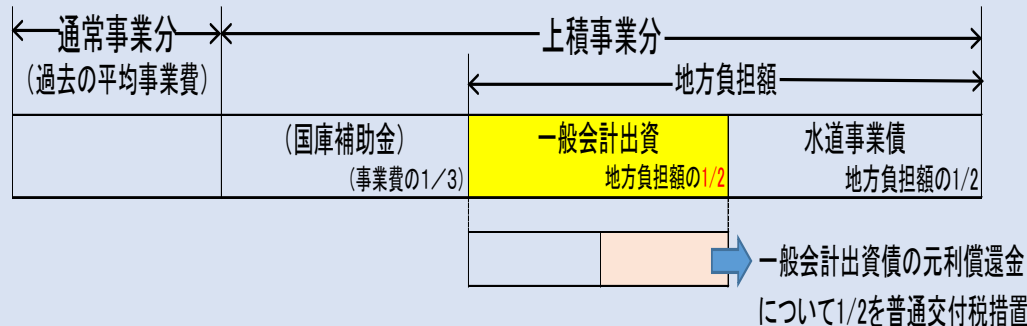 通常事業分
(過去の平均事業費)
上積事業分
地方負担額
(国庫補助金)
(事業費の1/3)
一般会計出資
地方負担額の1/2
水道事業債
地方負担額の1/2
一般会計出資債の元利償還金
について1/2を普通交付税措置